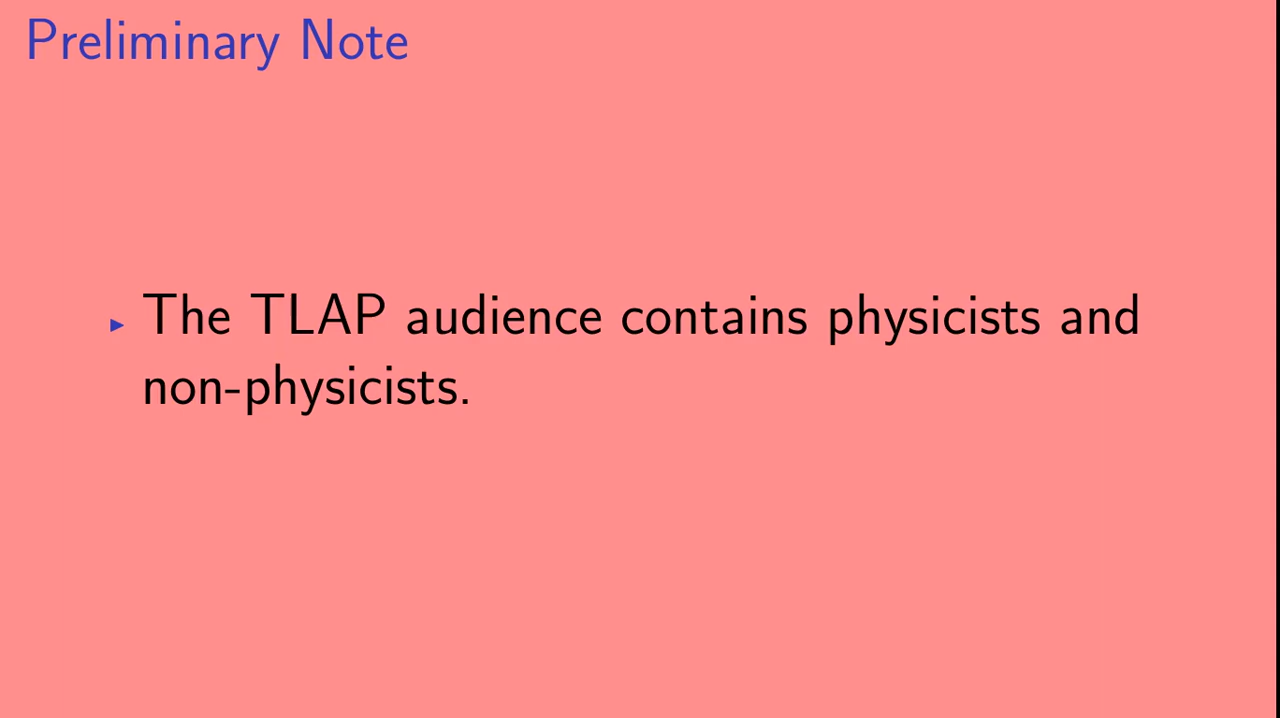 Preliminary Note
The TLAP audience contains physicists and
non-physicists.